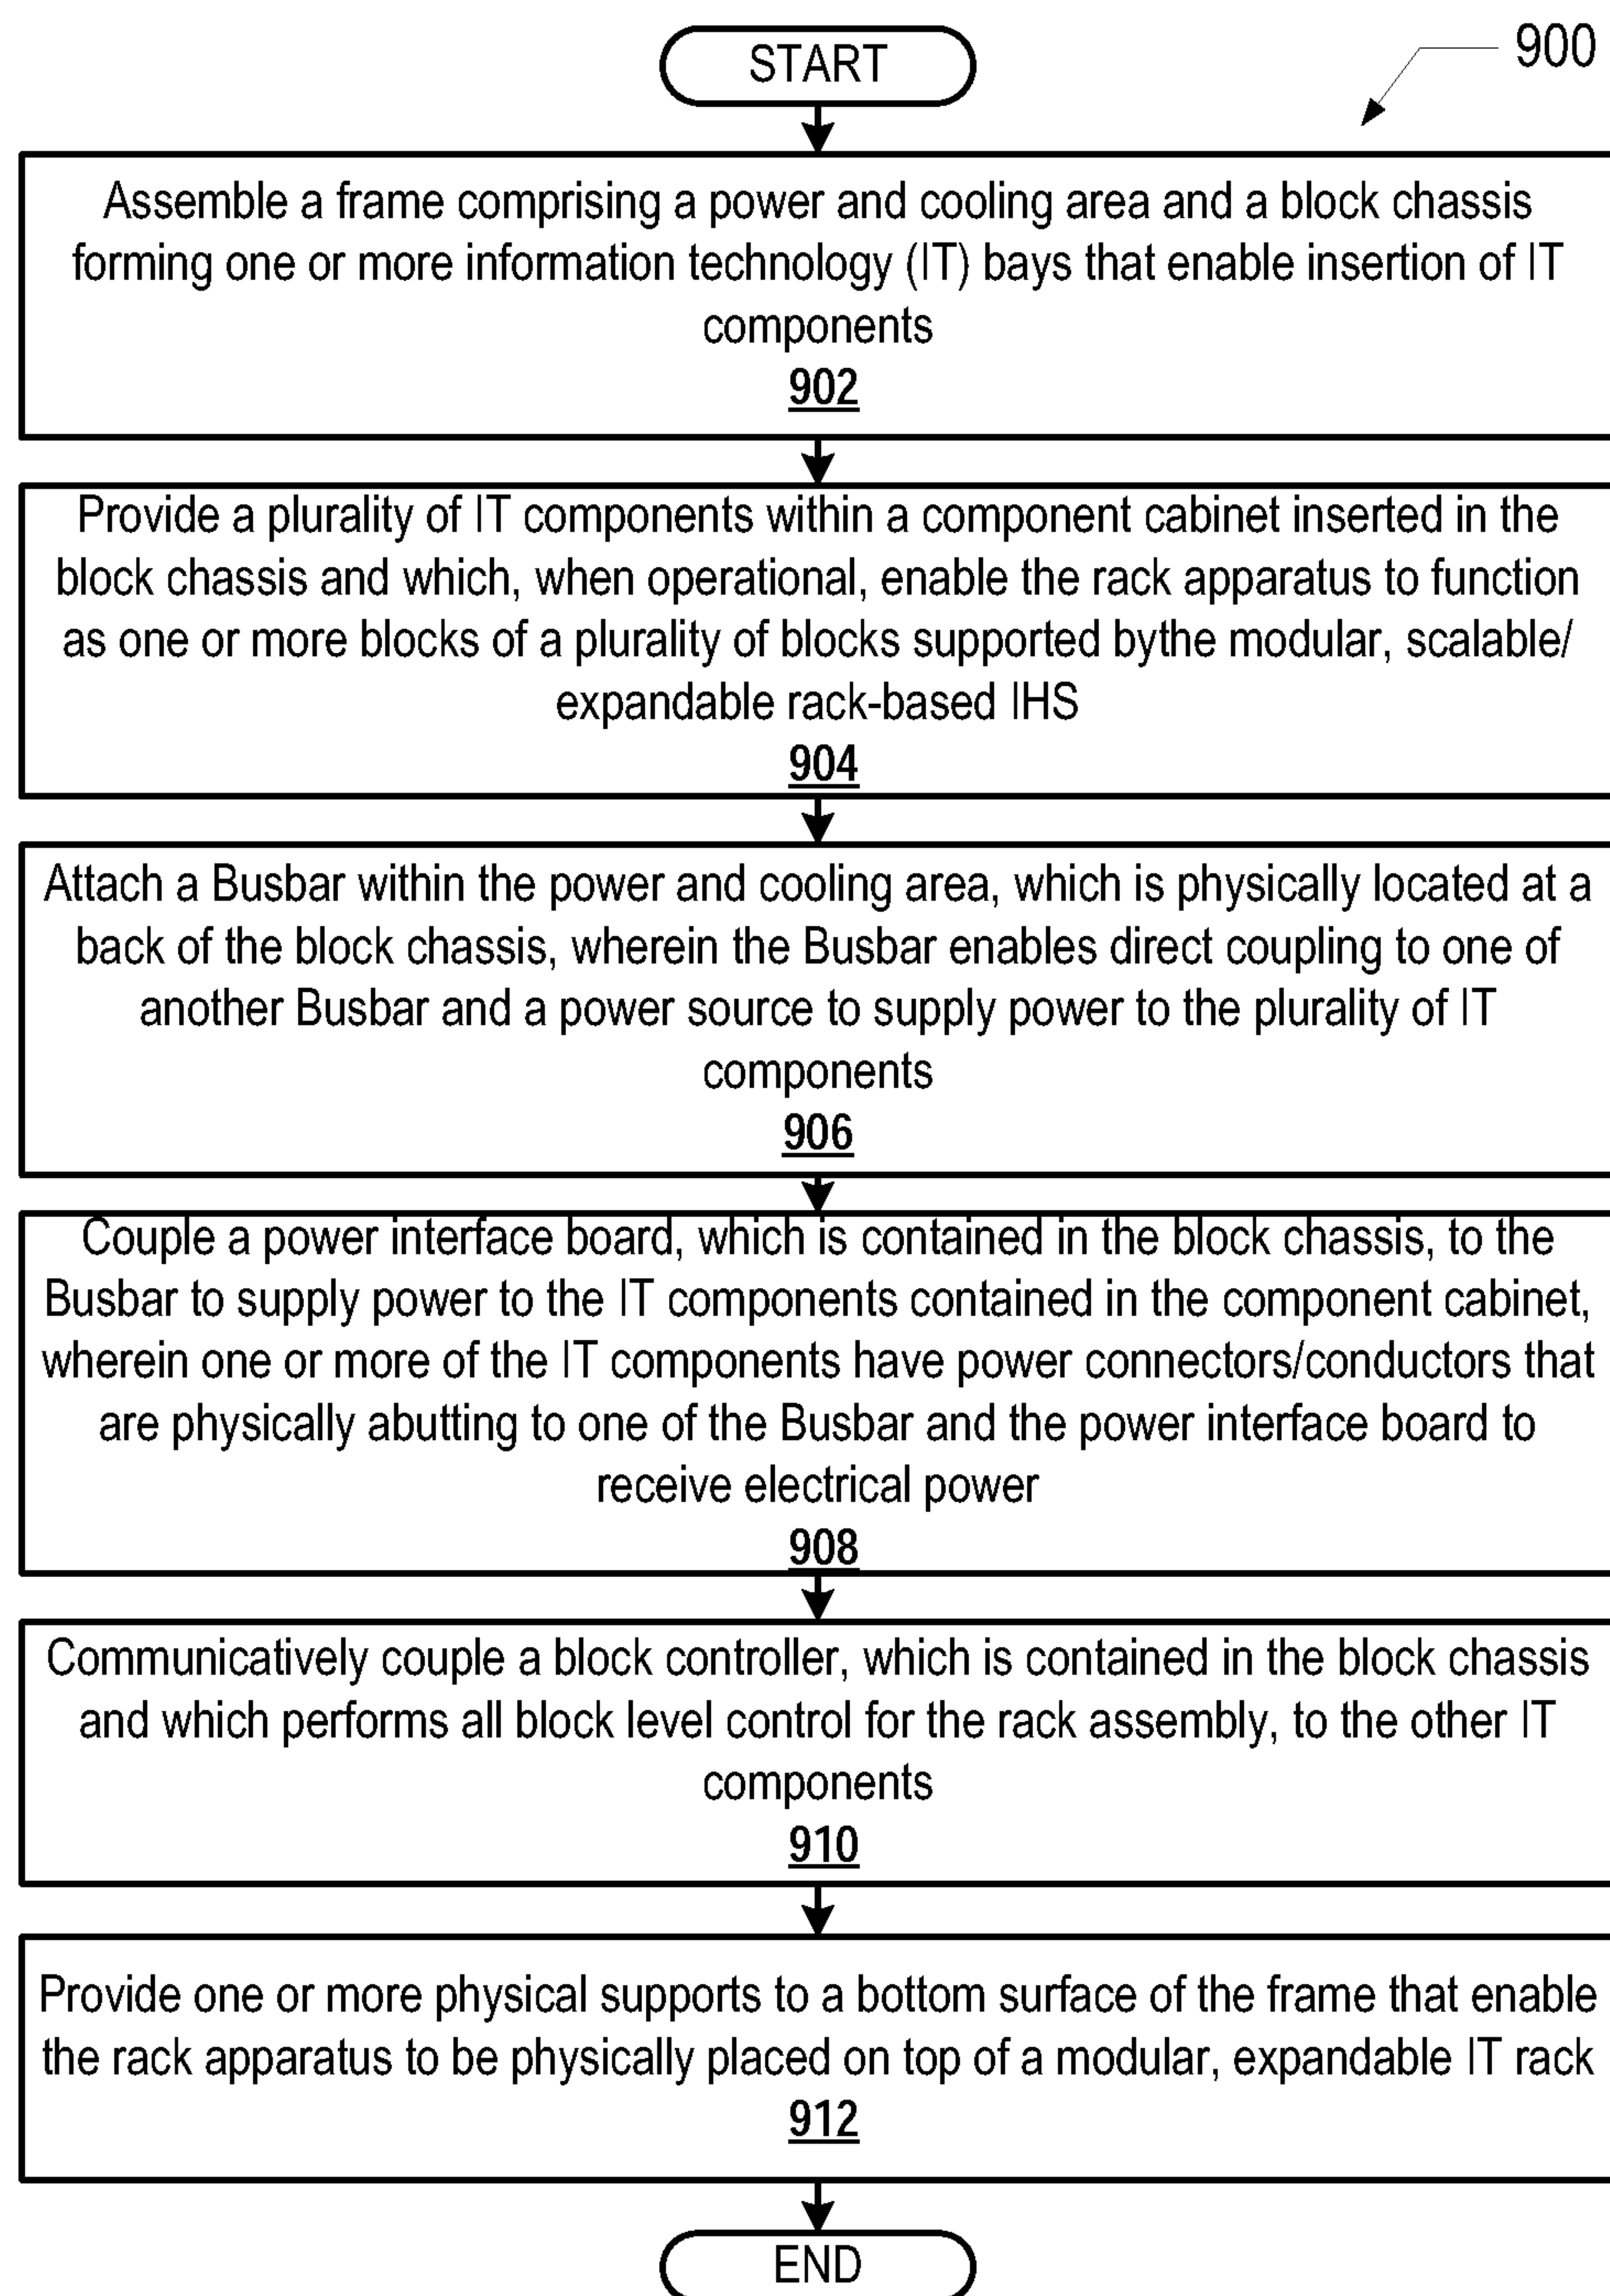 START
900
Assemble a frame comprising a power and cooling area and a block chassis
forming one or more information technology (IT) bays that enable insertion of IT
components
902
Provide a plurality of IT components within a component cabinet inserted in the
block chassis and which, when operational, enable the rack apparatus to function
as one or more blocks of a plurality of blocks supported bythe modular, scalable/
expandable rack-based IHS
904
Attach a Busbar within the power and cooling area, which is physically located at a
back of the block chassis, wherein the Busbar enables direct coupling to one of
another Busbar and a power source to supply power to the plurality of IT
components
906
Couple a power interface board, which is contained in the block chassis, to the
Busbar to supply power to the IT components contained in the component cabinet,
wherein one or more of the IT components have power connectors/conductors that
are physically abutting to one of the Busbar and the power interface board to
receive electrical power
908
Communicatively couple a block controller, which is contained in the block chassis
and which performs all block level control for the rack assembly, to the other IT
components
910
Provide one or more physical supports to a bottom surface of the frame that enable
the rack apparatus to be physically placed on top of a modular, expandable IT rack
912
END